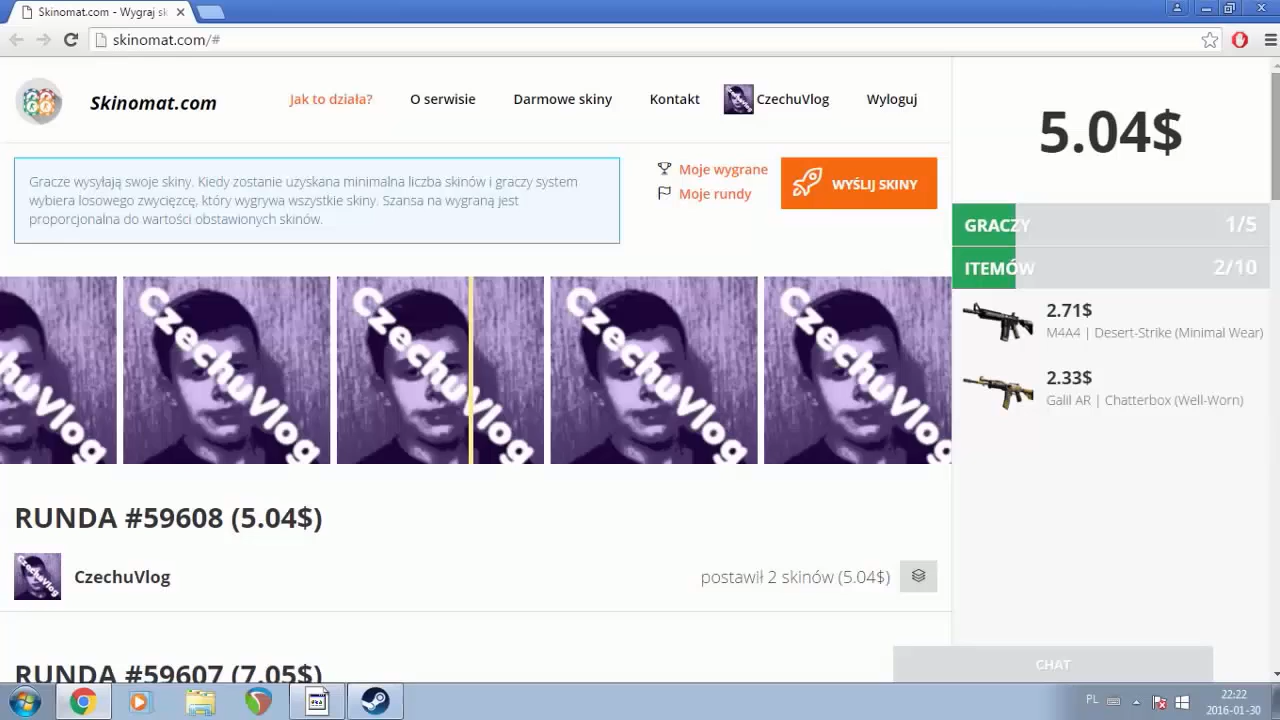 Skinomat.com - Wygraj sk
skinomat.com/#
Skinomat.com
Jak to działa?
O serwisie
Darmowe skiny
Kontakt
CzechuVlog
Wyloguj
Gracze wysyłają swoje skiny. Kiedy zostanie uzyskana minimalna liczba skinów i graczy system
wybiera losowego zwycięzcę, który wygrywa wszystkie skiny. Szansa na wygraną jest
proporcjonalna do wartości obstawionych skinów.
Moje wygrane
Moje rundy
WYŚLIJ SKINY
CzechuVlog
CzechuVlog
CzechuVlog
CzechuVlog
RUNDA #59608 (5.04$)
CzechuVlog
postawił 2 skinów (5.04$)
RUNDA #59607 (7.05$)
5.04$
GRACZY 1/5
ITEMÓW 2/10
2.71$
M4A4 | Desert-Strike (Minimal Wear)
2.33$
Galil AR | Chatterbox (Well-Worn)
CHAT
PL
22:22
2016-01-30